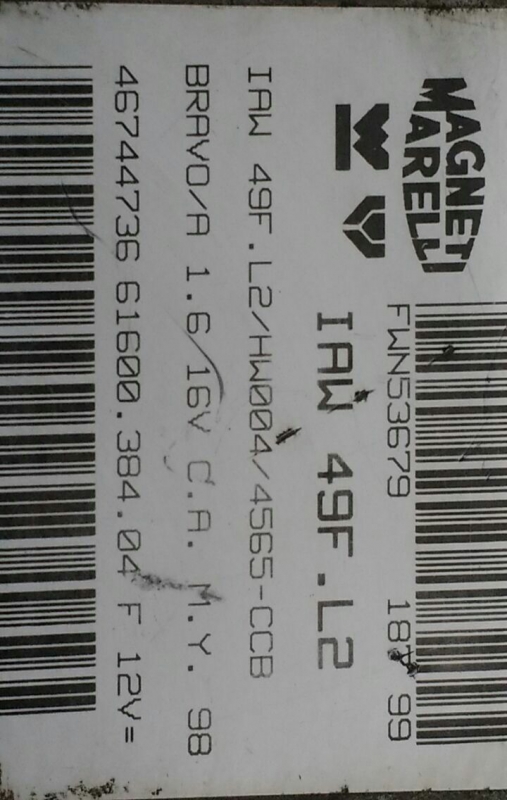 MAGNETI
MARELLI
FWN53679 18 99
IAW 49F.L2
IAW 49F.L2/HW004/4565-CCB
BRAVO/A 1.6/16V C.A. M.Y. 98
46744736 61600.384.04 F 12V=